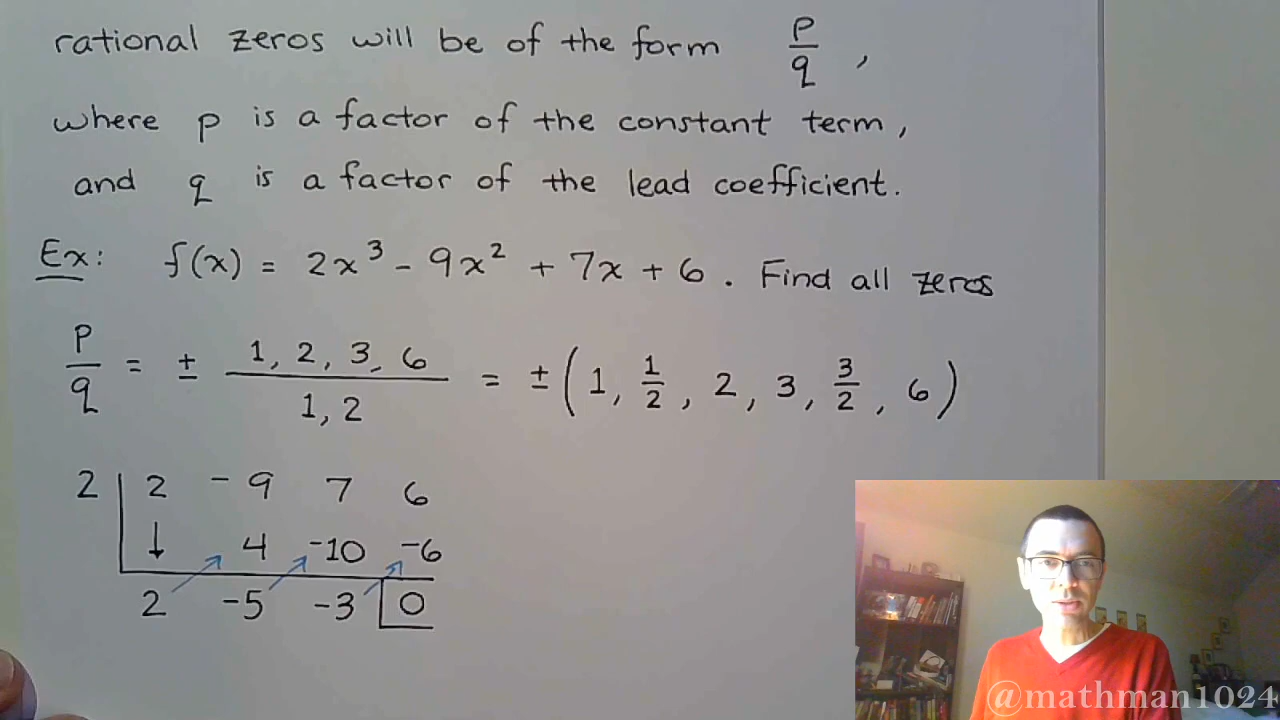 rational zeros will be of the form p/q ,
where p is a factor of the constant term,
and q is a factor of the lead coefficient.
Ex: f(x) = 2x³ - 9x² + 7x + 6 . Find all zeros
p/q = ± 1, 2, 3, 6 / 1, 2 = ± (1, 1/2, 2, 3, 3/2, 6)
2 | 2 -9 7 6
↓ 4 -10 -6
2 -5 -3 0
@mathman1024